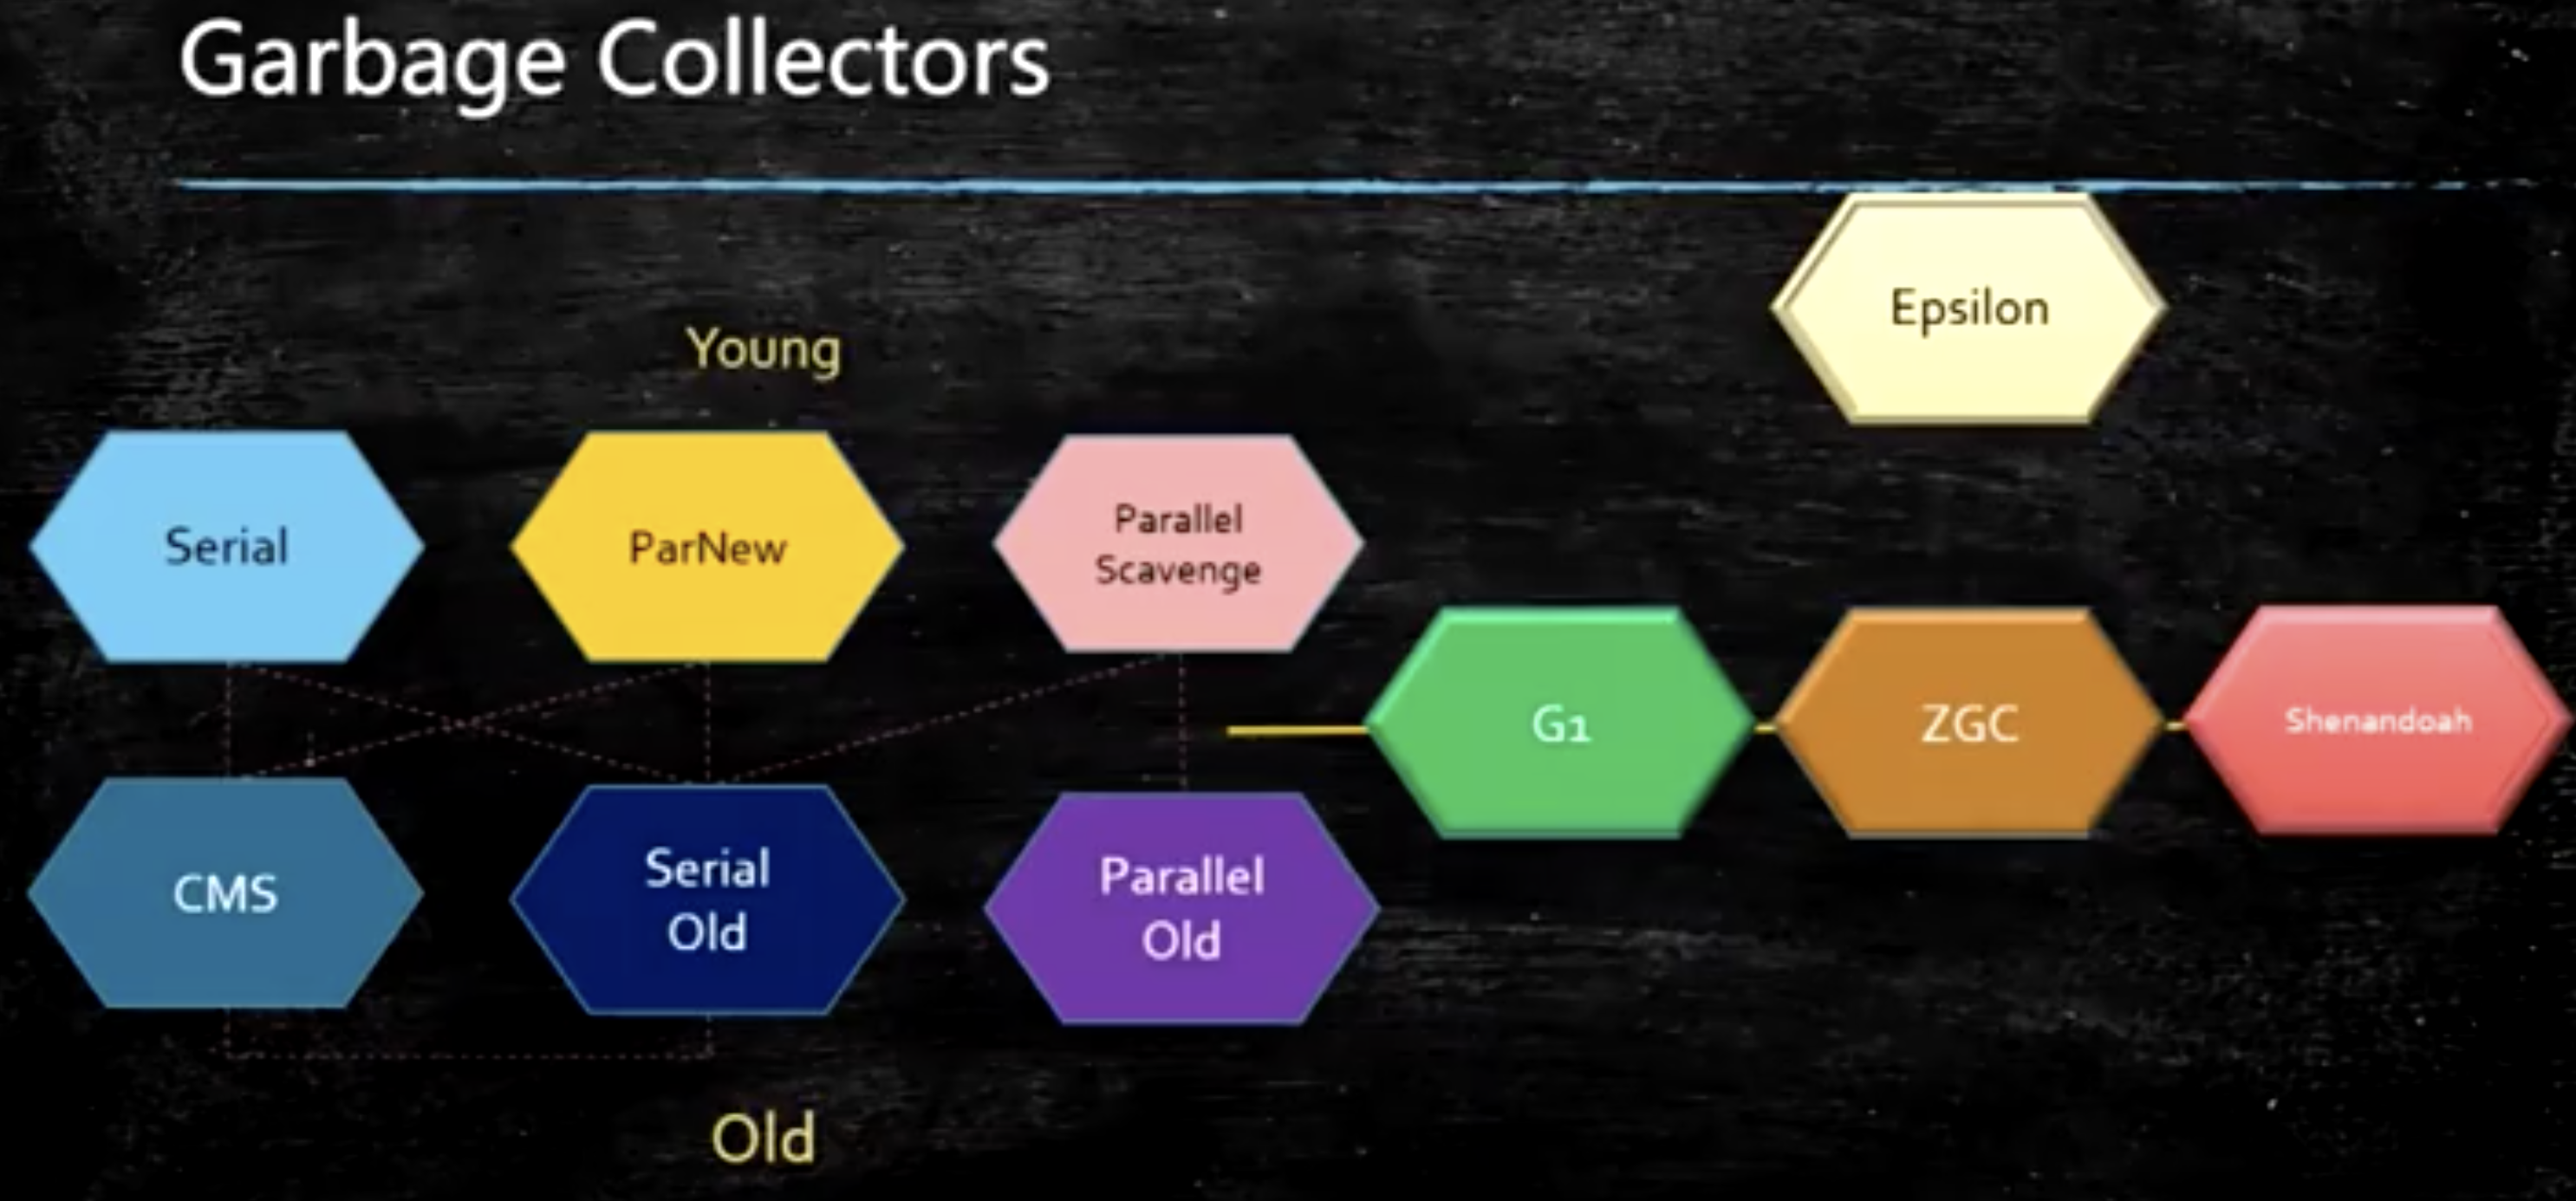 Garbage Collectors
Epsilon
Young
Serial
ParNew
Parallel
Scavenge
G1
ZGC
Shenandoah
CMS
Serial
Old
Parallel
Old
Old